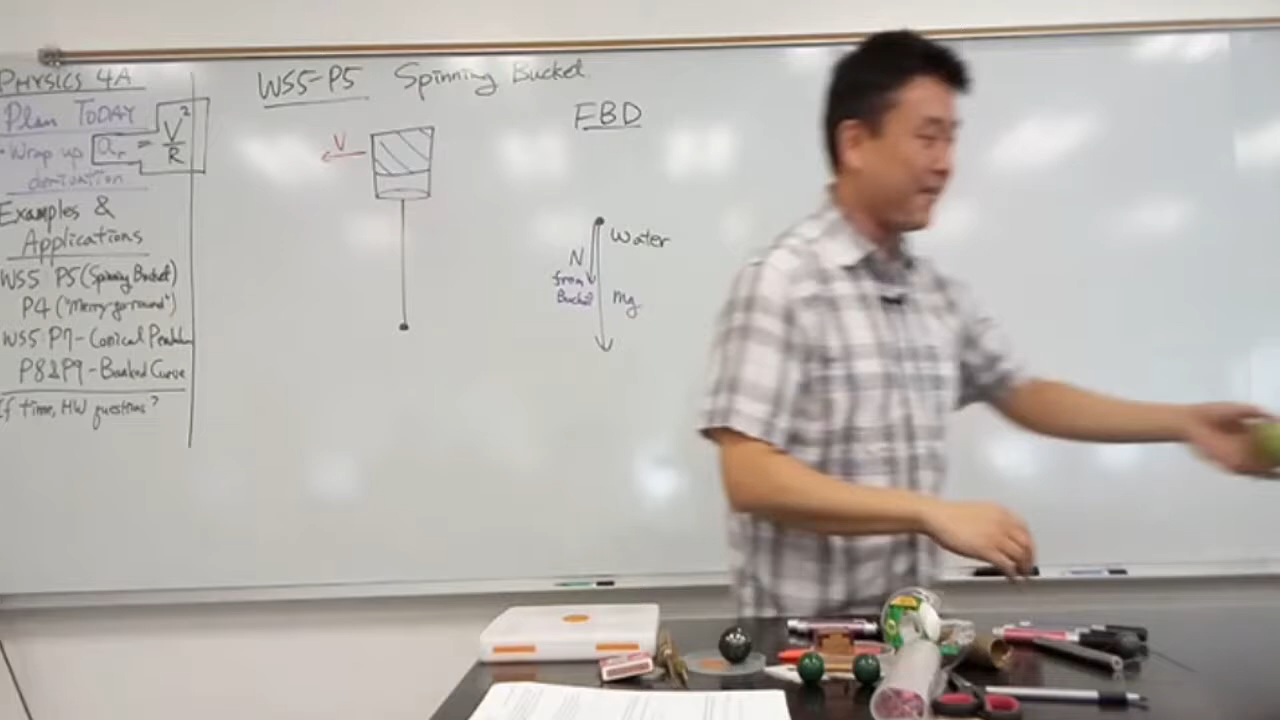 PHYSICS 4A
Plan TODAY
• Wrap up ar = V²/R
derivation
Examples &
Applications
WS5 P5 (Spinning Bucket)
P4 ("Merry-go-round")
WS5 P7 - Conical Pendulum
P8&P9 - Banked Curve
If time, HW questions?
WS5-P5 Spinning Bucket
V
FBD
Water
N
from
Bucket
mg